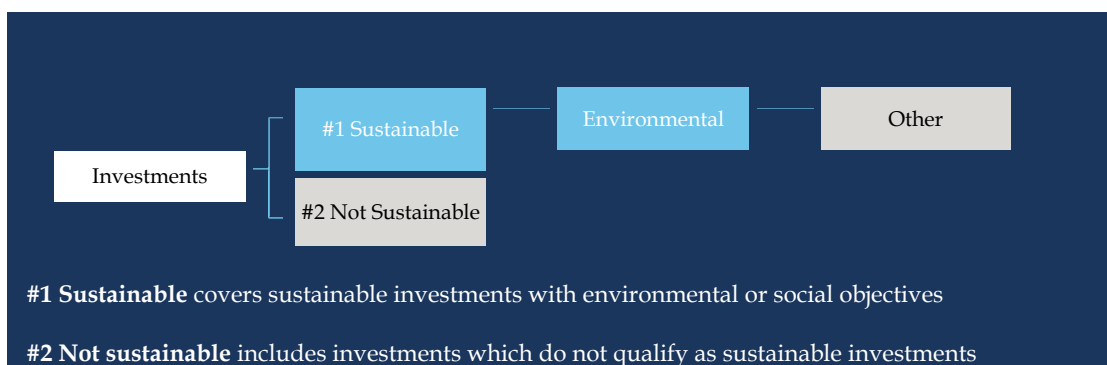 #1 Sustainable
Environmental
Other
Investments
#2 Not Sustainable
#1 Sustainable covers sustainable investments with environmental or social objectives
#2 Not sustainable includes investments which do not qualify as sustainable investments